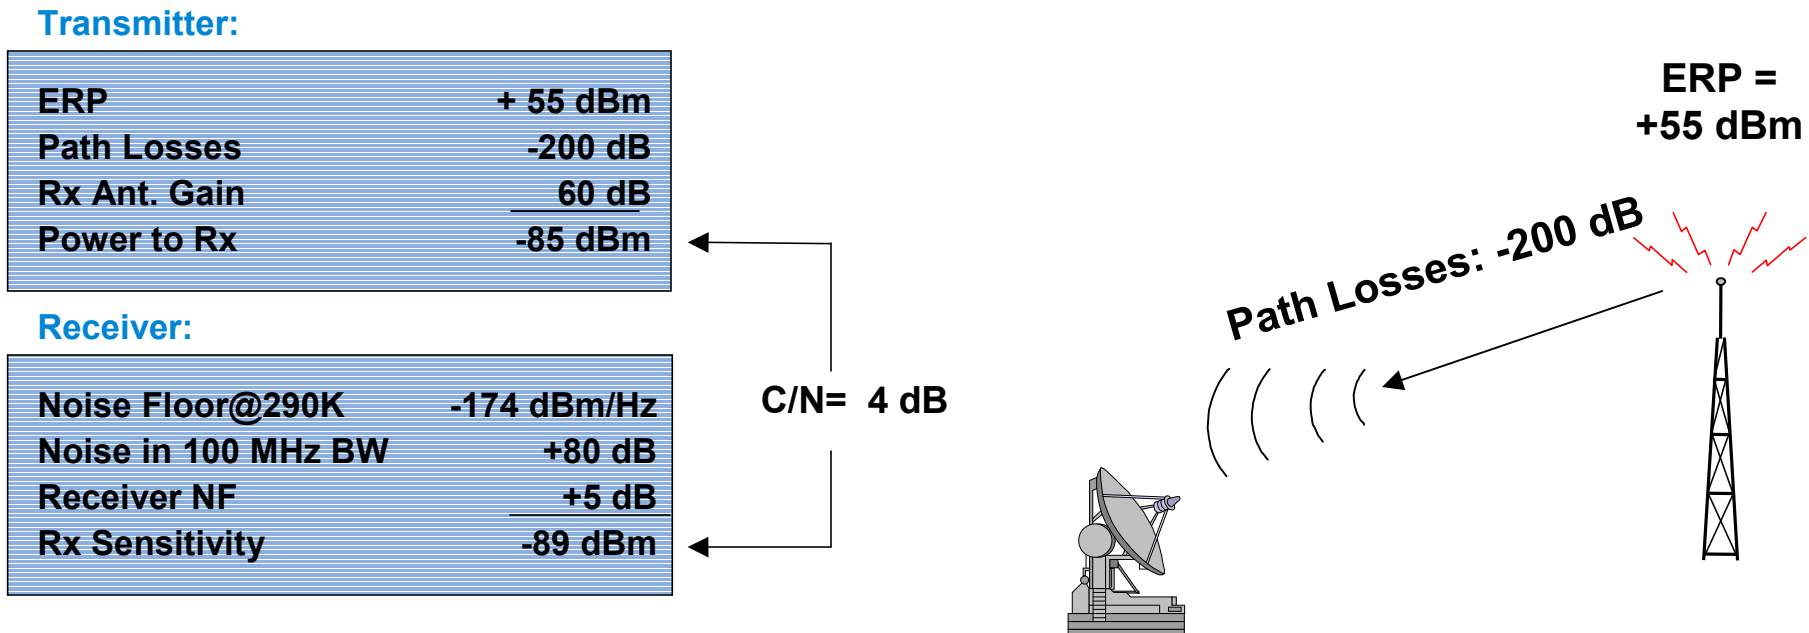 Transmitter:
ERP + 55 dBm
Path Losses -200 dB
Rx Ant. Gain 60 dB
Power to Rx -85 dBm
Receiver:
Noise Floor@290K -174 dBm/Hz
Noise in 100 MHz BW +80 dB
Receiver NF +5 dB
Rx Sensitivity -89 dBm
C/N= 4 dB
Path Losses: -200 dB
ERP =
+55 dBm